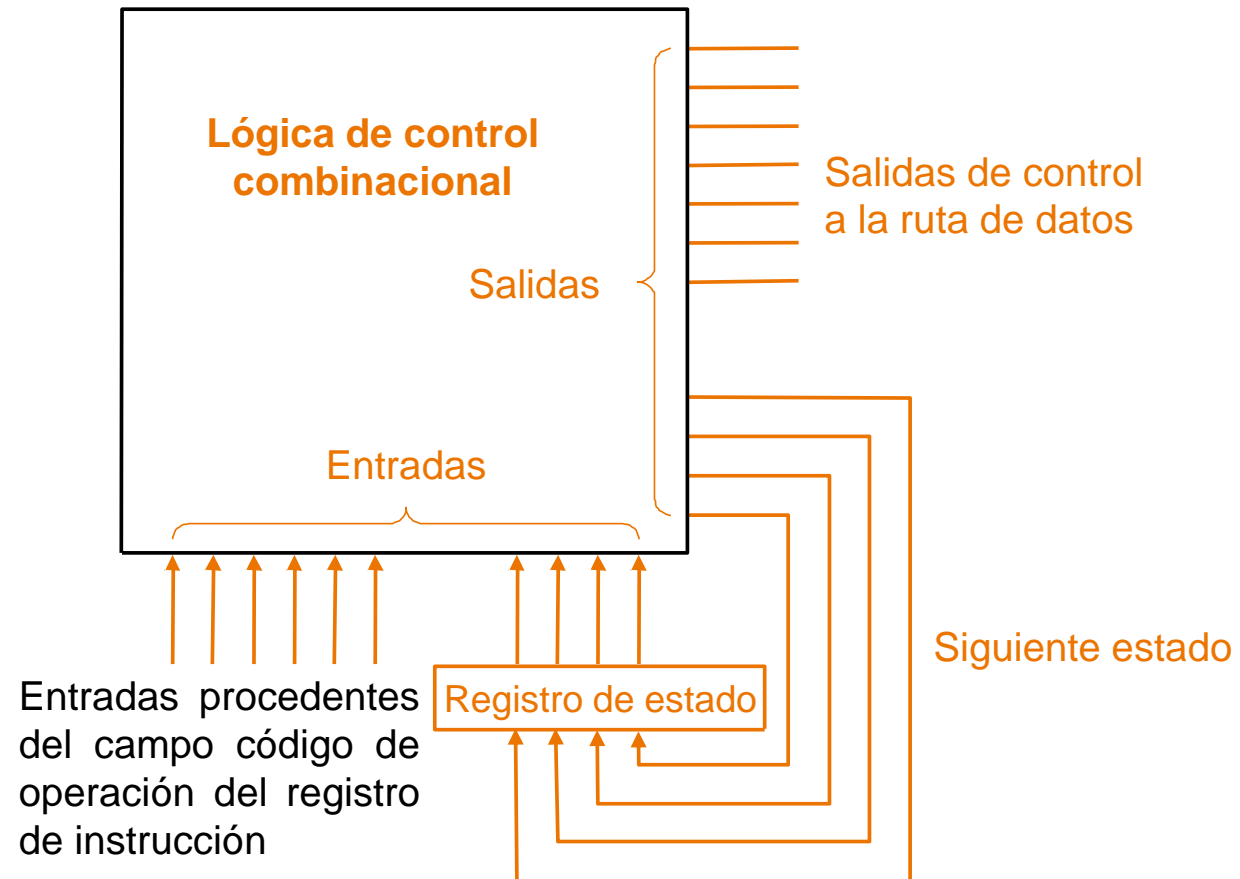 Lógica de control
combinacional
Salidas de control
a la ruta de datos
Salidas
Entradas
Siguiente estado
Registro de estado
Entradas procedentes
del campo código de
operación del registro
de instrucción